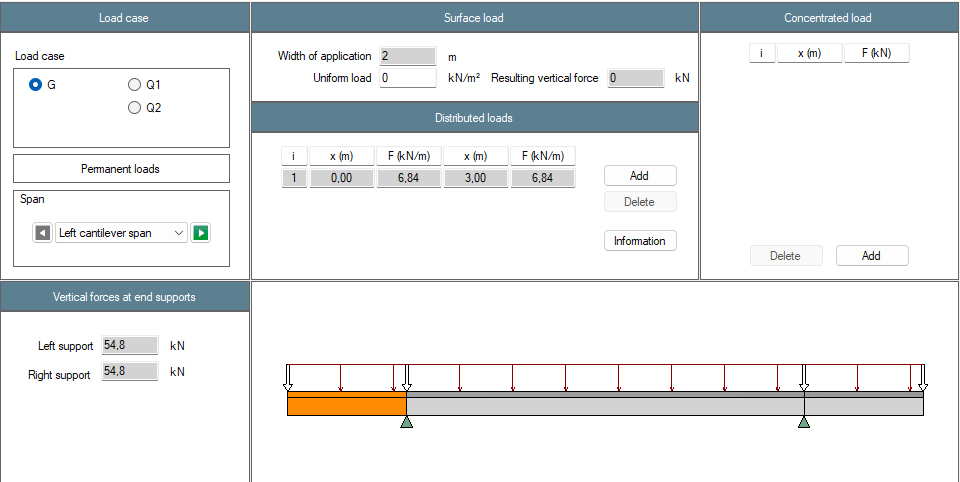 Load case
Load case
G
Q1
Q2
Permanent loads
Span
Left cantilever span
Surface load
Width of application 2 m
Uniform load 0 kN/m² Resulting vertical force 0 kN
Distributed loads
i x (m) F (kN/m) x (m) F (kN/m)
1 0,00 6,84 3,00 6,84
Add
Delete
Information
Concentrated load
i x (m) F (kN)
Delete Add
Vertical forces at end supports
Left support 54,8 kN
Right support 54,8 kN